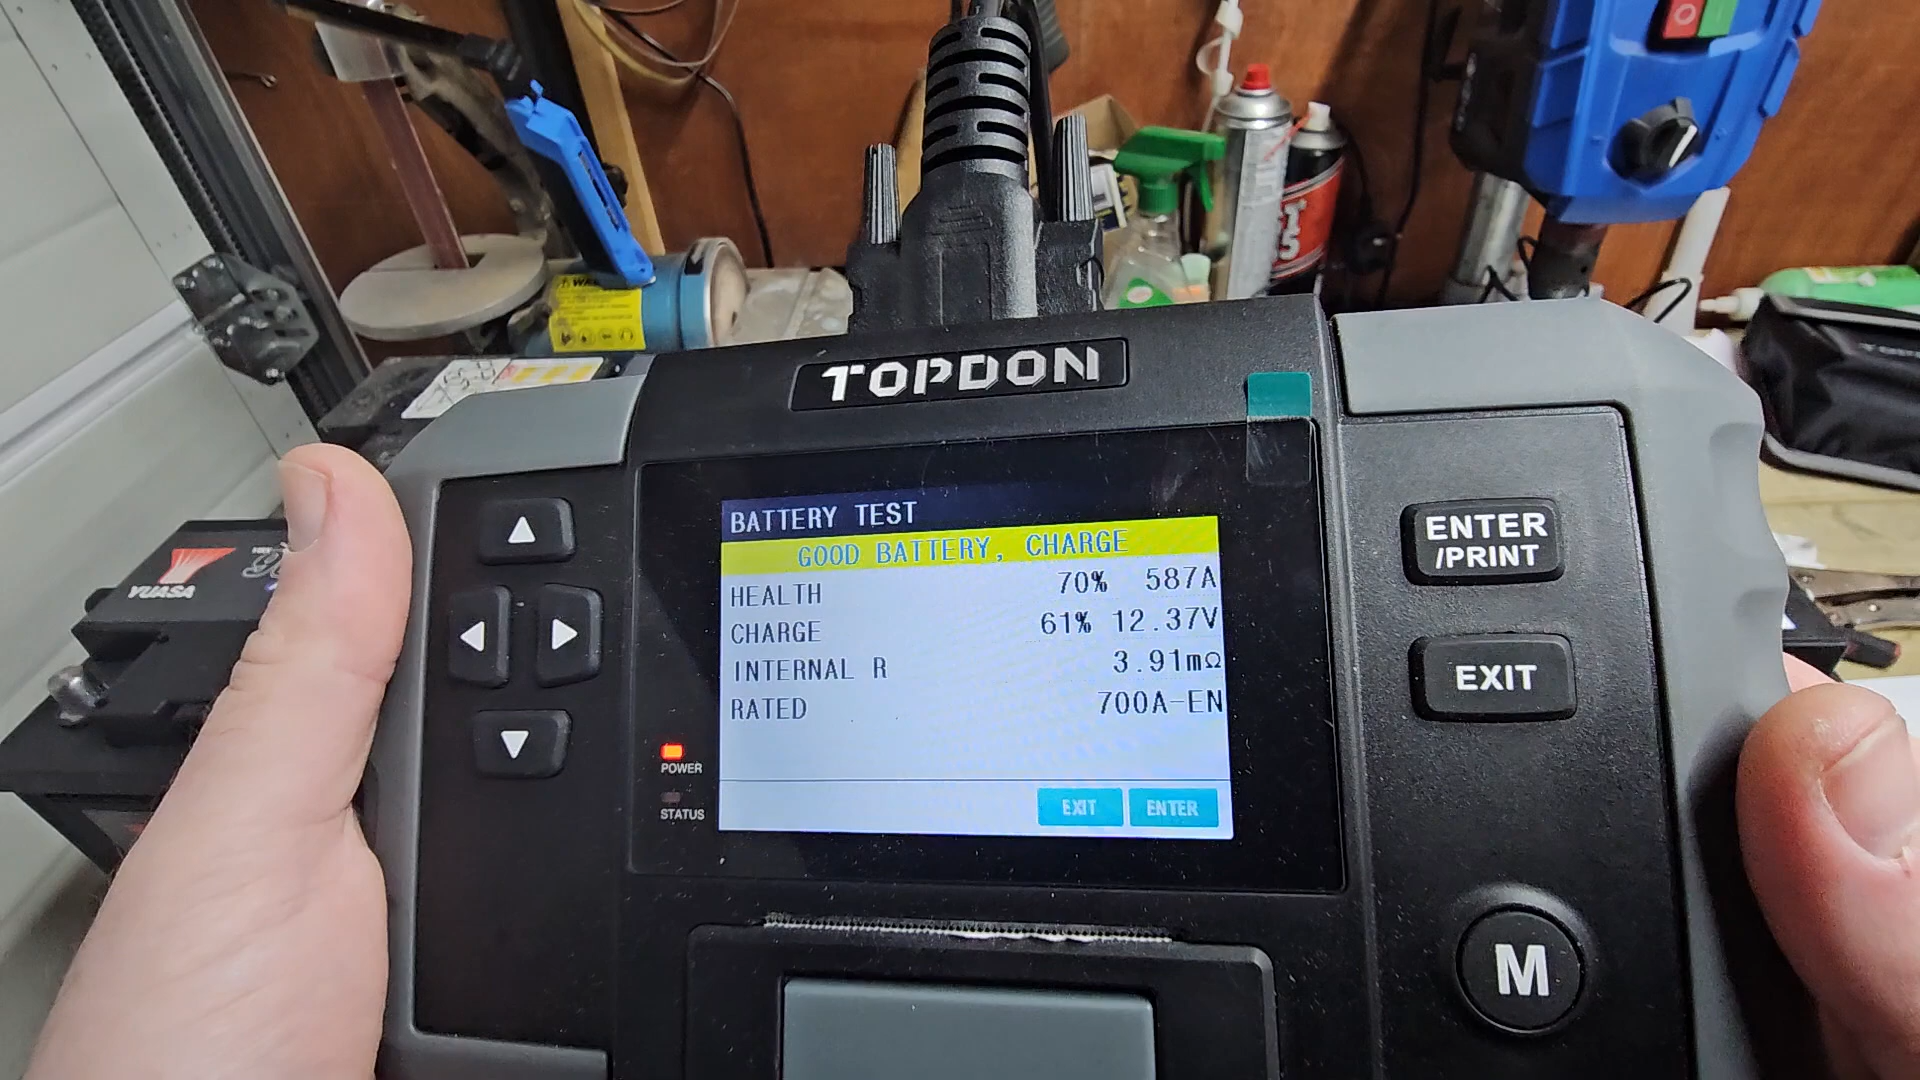 TOPDON
BATTERY TEST
GOOD BATTERY, CHARGE
HEALTH 70% 587A
CHARGE 61% 12.37V
INTERNAL R 3.91mΩ
RATED 700A-EN
EXIT ENTER
POWER
STATUS
ENTER
/PRINT
EXIT
M
YUASA